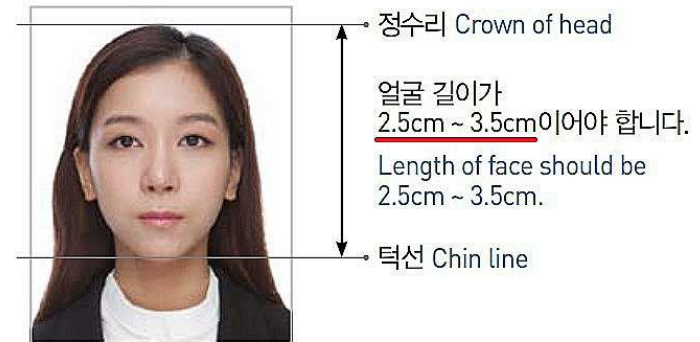 정수리 Crown of head
얼굴 길이가
2.5cm ~ 3.5cm이어야 합니다.
Length of face should be
2.5cm ~ 3.5cm.
턱선 Chin line